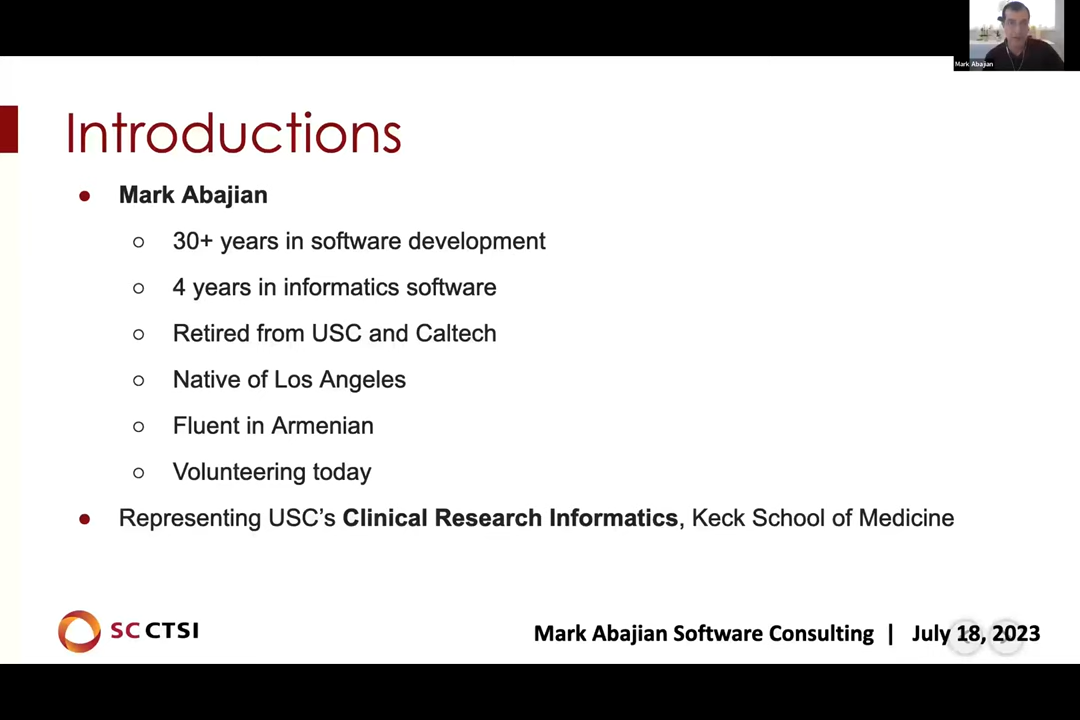 Mark Abajian
Introductions
Mark Abajian
30+ years in software development
4 years in informatics software
Retired from USC and Caltech
Native of Los Angeles
Fluent in Armenian
Volunteering today
Representing USC’s Clinical Research Informatics, Keck School of Medicine
SC CTSI
Mark Abajian Software Consulting | July 18, 2023